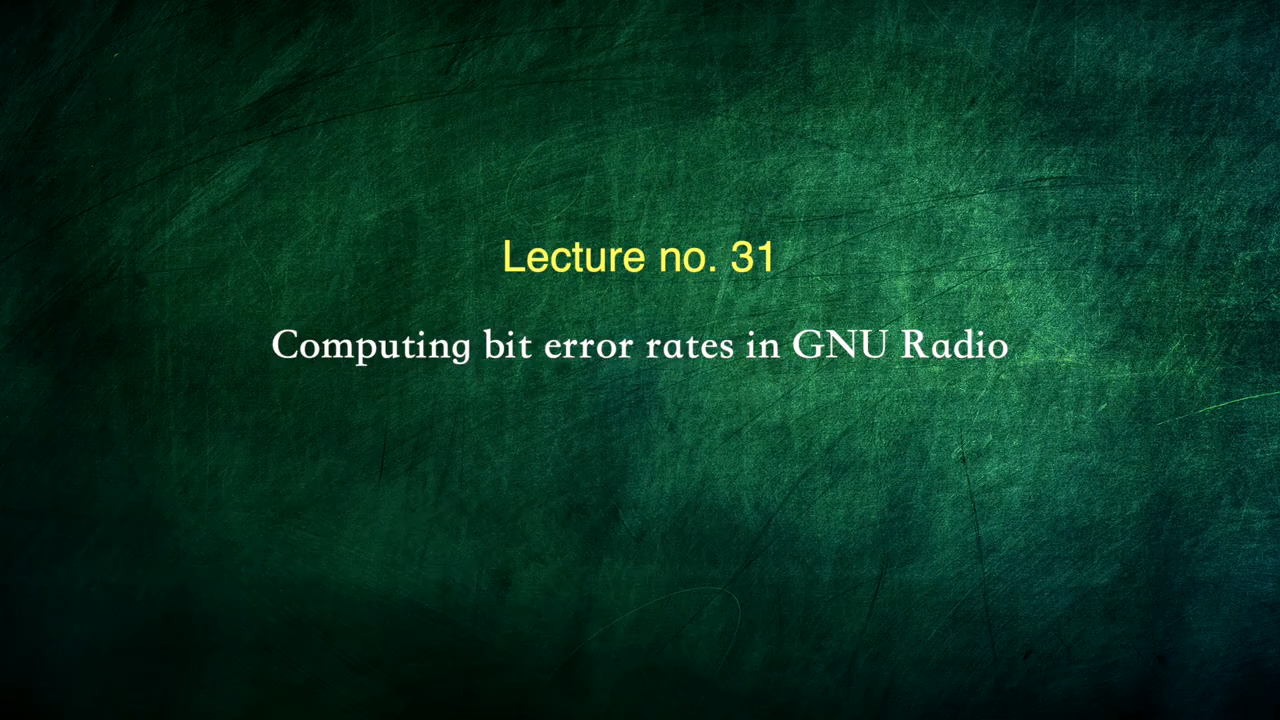 Lecture no. 31
Computing bit error rates in GNU Radio